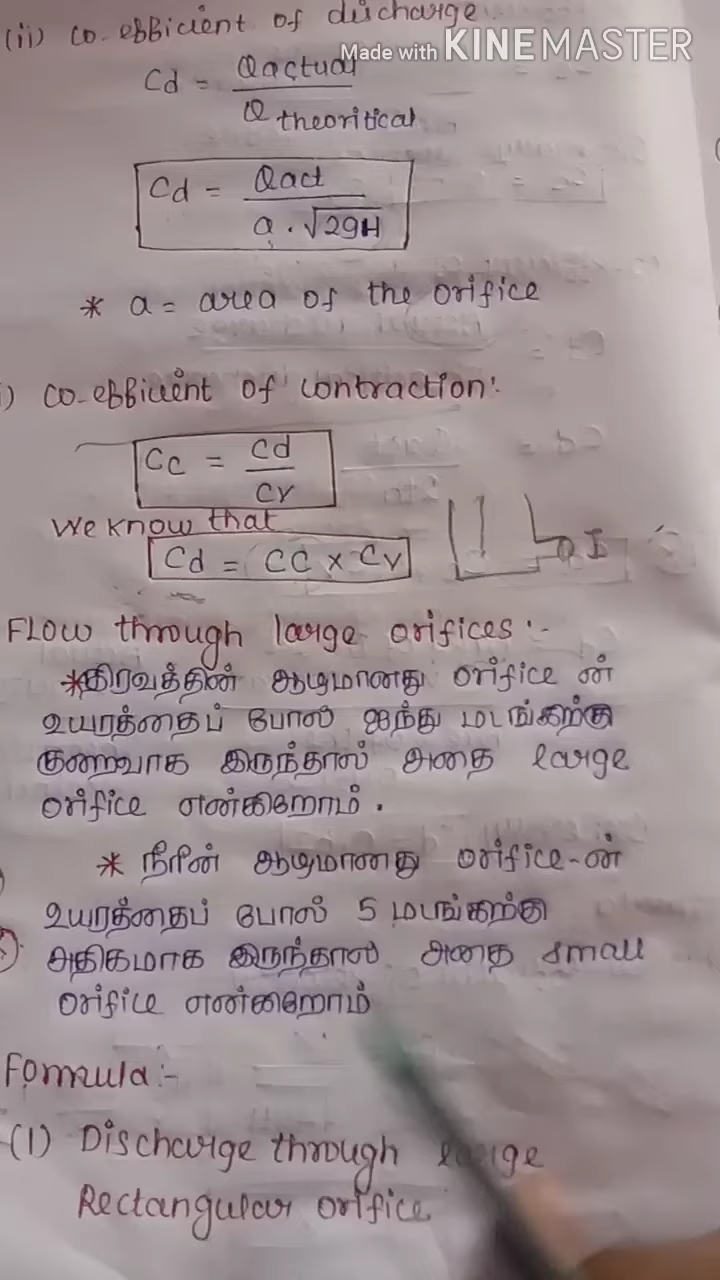 (ii) co-efficient of discharge
Made with KINEMASTER
Cd = Qactual
Q theoritical
Cd = Qact
a . √2gH
* a = area of the orifice
) co-efficient of contraction:
Cc = Cd
Cv
We know that
Cd = CC x Cv
FLOW through large orifices :-
*திரவத்தின் ஆழமானது orifice ன்
உயரத்தைப் போல் ஐந்து மடங்கிற்கு
குறைவாக இருந்தால் அதை large
orifice என்கிறோம் .
* நீரின் ஆழமானது orifice-ன்
உயரத்தைப் போல் 5 மடங்கிற்கு
அதிகமாக இருந்தால் அதை small
orifice என்கிறோம்
Fomula :-
(1) Discharge through large
Rectangular orifice